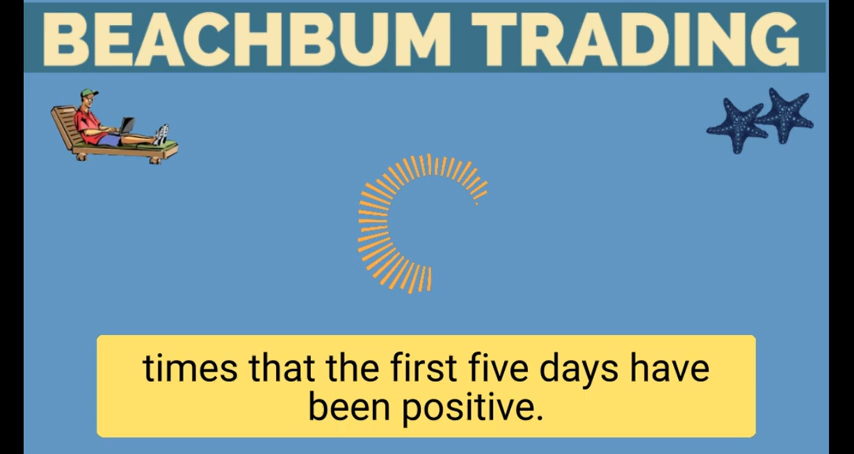 BEACHBUM TRADING
times that the first five days have
been positive.